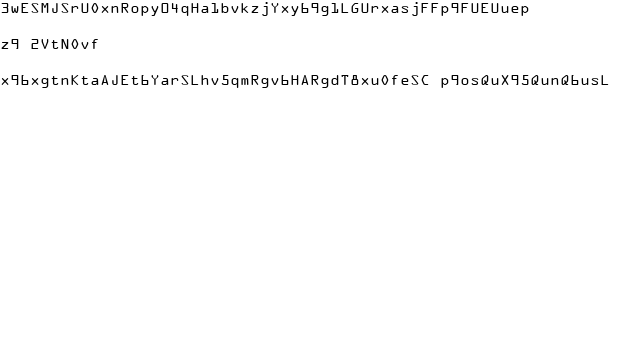 3wESMJSrU0xnRopyO4qHa1bvkzjYxy69g1LGUrxasjFFp9FUEUuep
z9 2VtN0vf
x96xgtnKtaAJEt6YarSLhv5qmRgv6HARgdT8xu0feSC p9osQuX95QunQ6usL